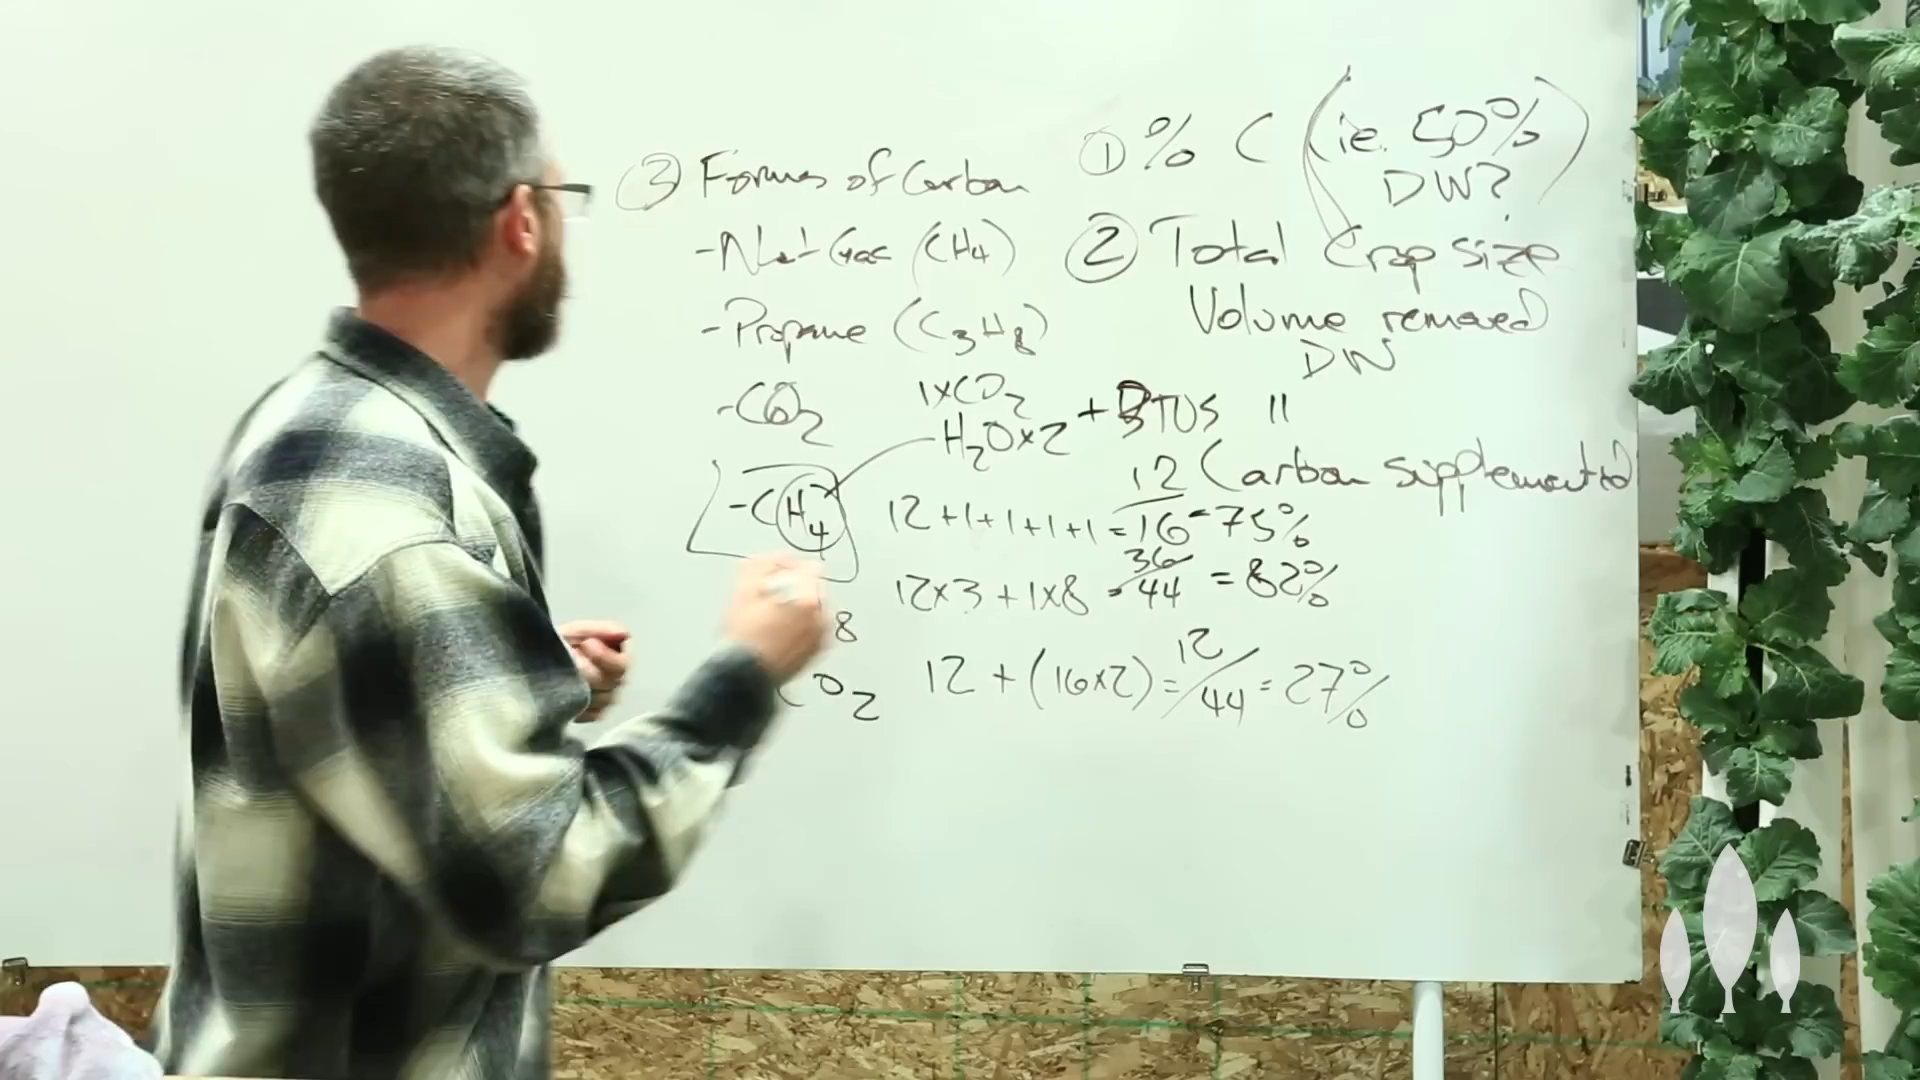 ① % C (ie. 50%
DW?)
② Total Crop size
Volume removed
DW
=
Carbon supplemented
③ Forms of Carbon
- Nat Gas (CH4)
- Propane (C3H8)
- CO2
1xCO2
H2Ox2 + BTUS
- CH4 12+1+1+1+1 = 12/16 = 75%
8 12x3 + 1x8 = 36/44 = 82%
CO2 12 + (16x2) = 12/44 = 27%